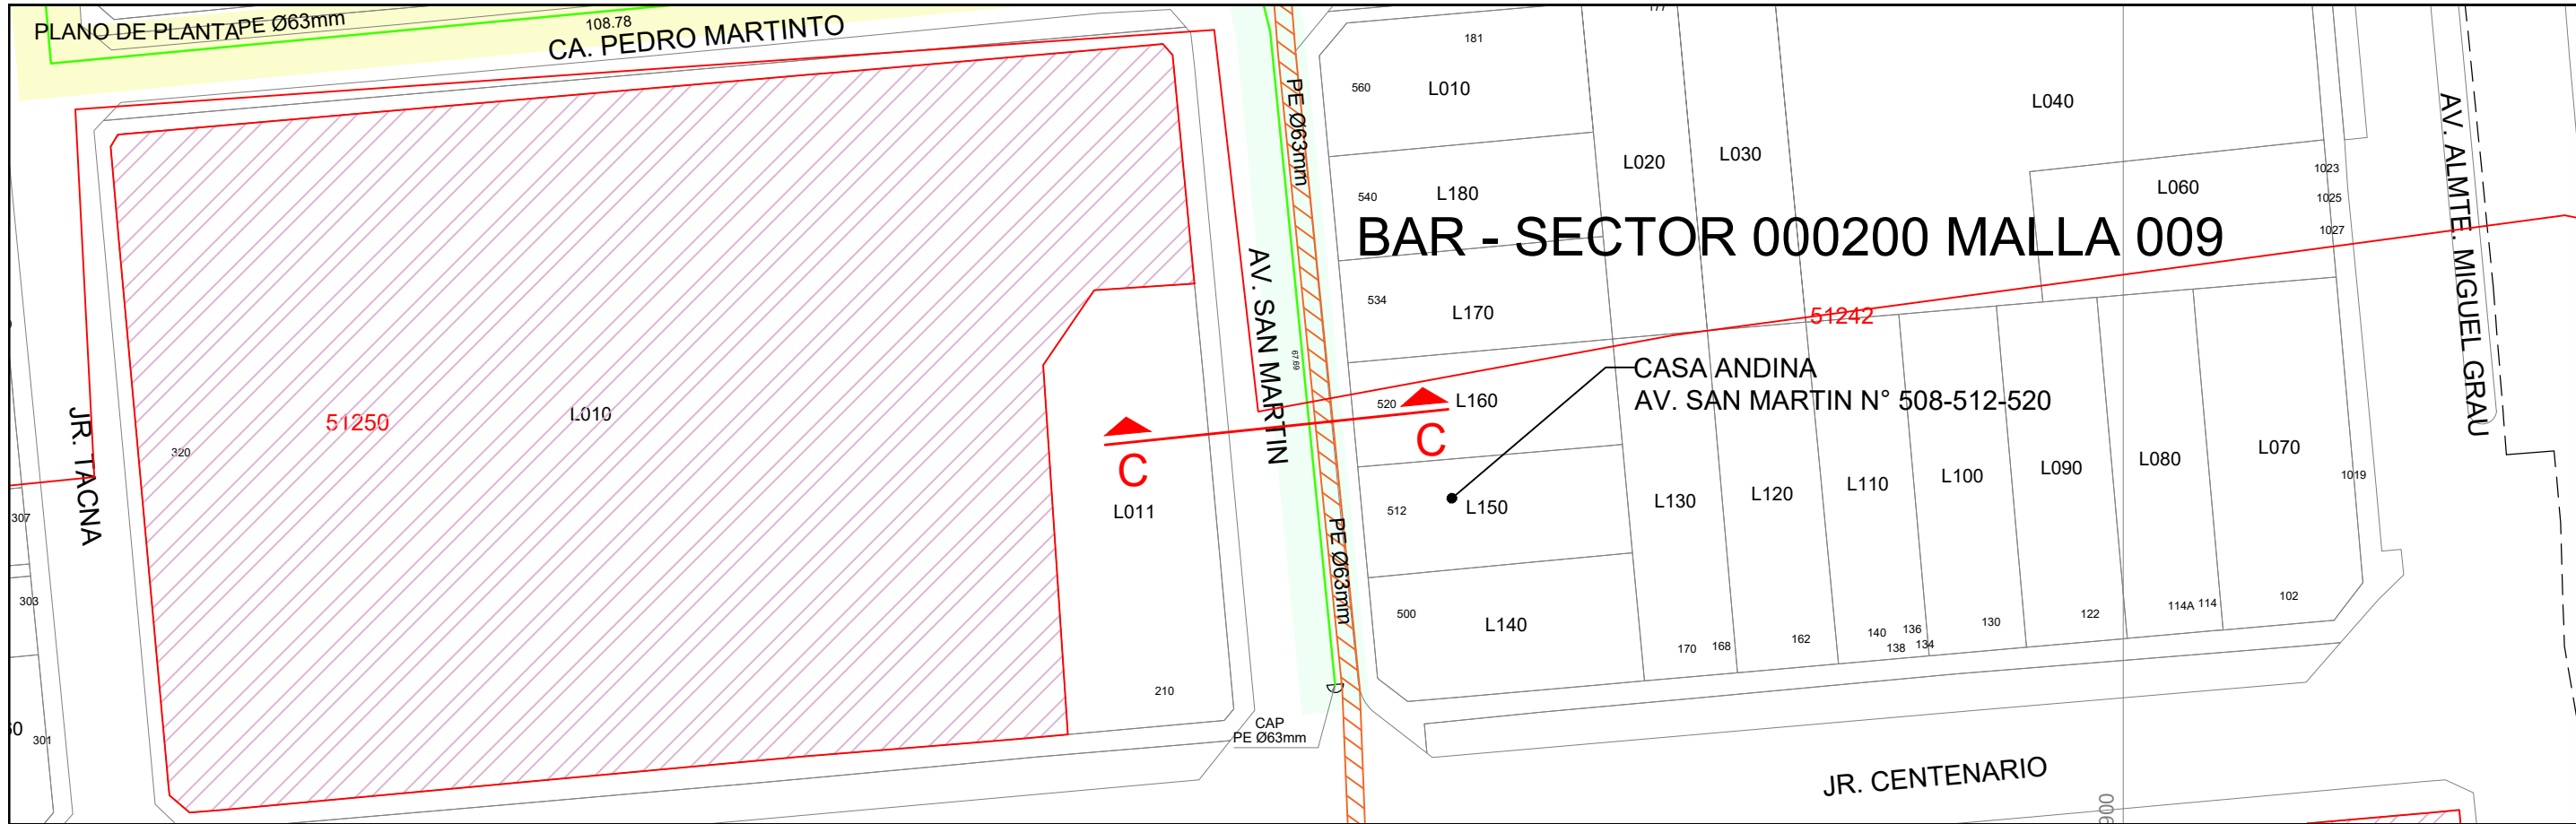 PLANO DE PLANTA
PE Ø63mm
108.78
CA. PEDRO MARTINTO
177
181
560
L010
L040
PE Ø63mm
AV. ALMTE. MIGUEL GRAU
L020
L030
540
L180
1023
L060
1025
1027
BAR - SECTOR 000200 MALLA 009
AV. SAN MARTIN
534
L170
51242
67.69
CASA ANDINA
AV. SAN MARTIN N° 508-512-520
520
L160
JR. TACNA
51250
L010
320
C
C
L011
512
L150
L130
L120
L110
L100
L090
L080
L070
1019
307
303
301
PE Ø63mm
500
L140
170
168
162
140
138
136
134
130
122
114A
114
102
210
CAP
PE Ø63mm
JR. CENTENARIO